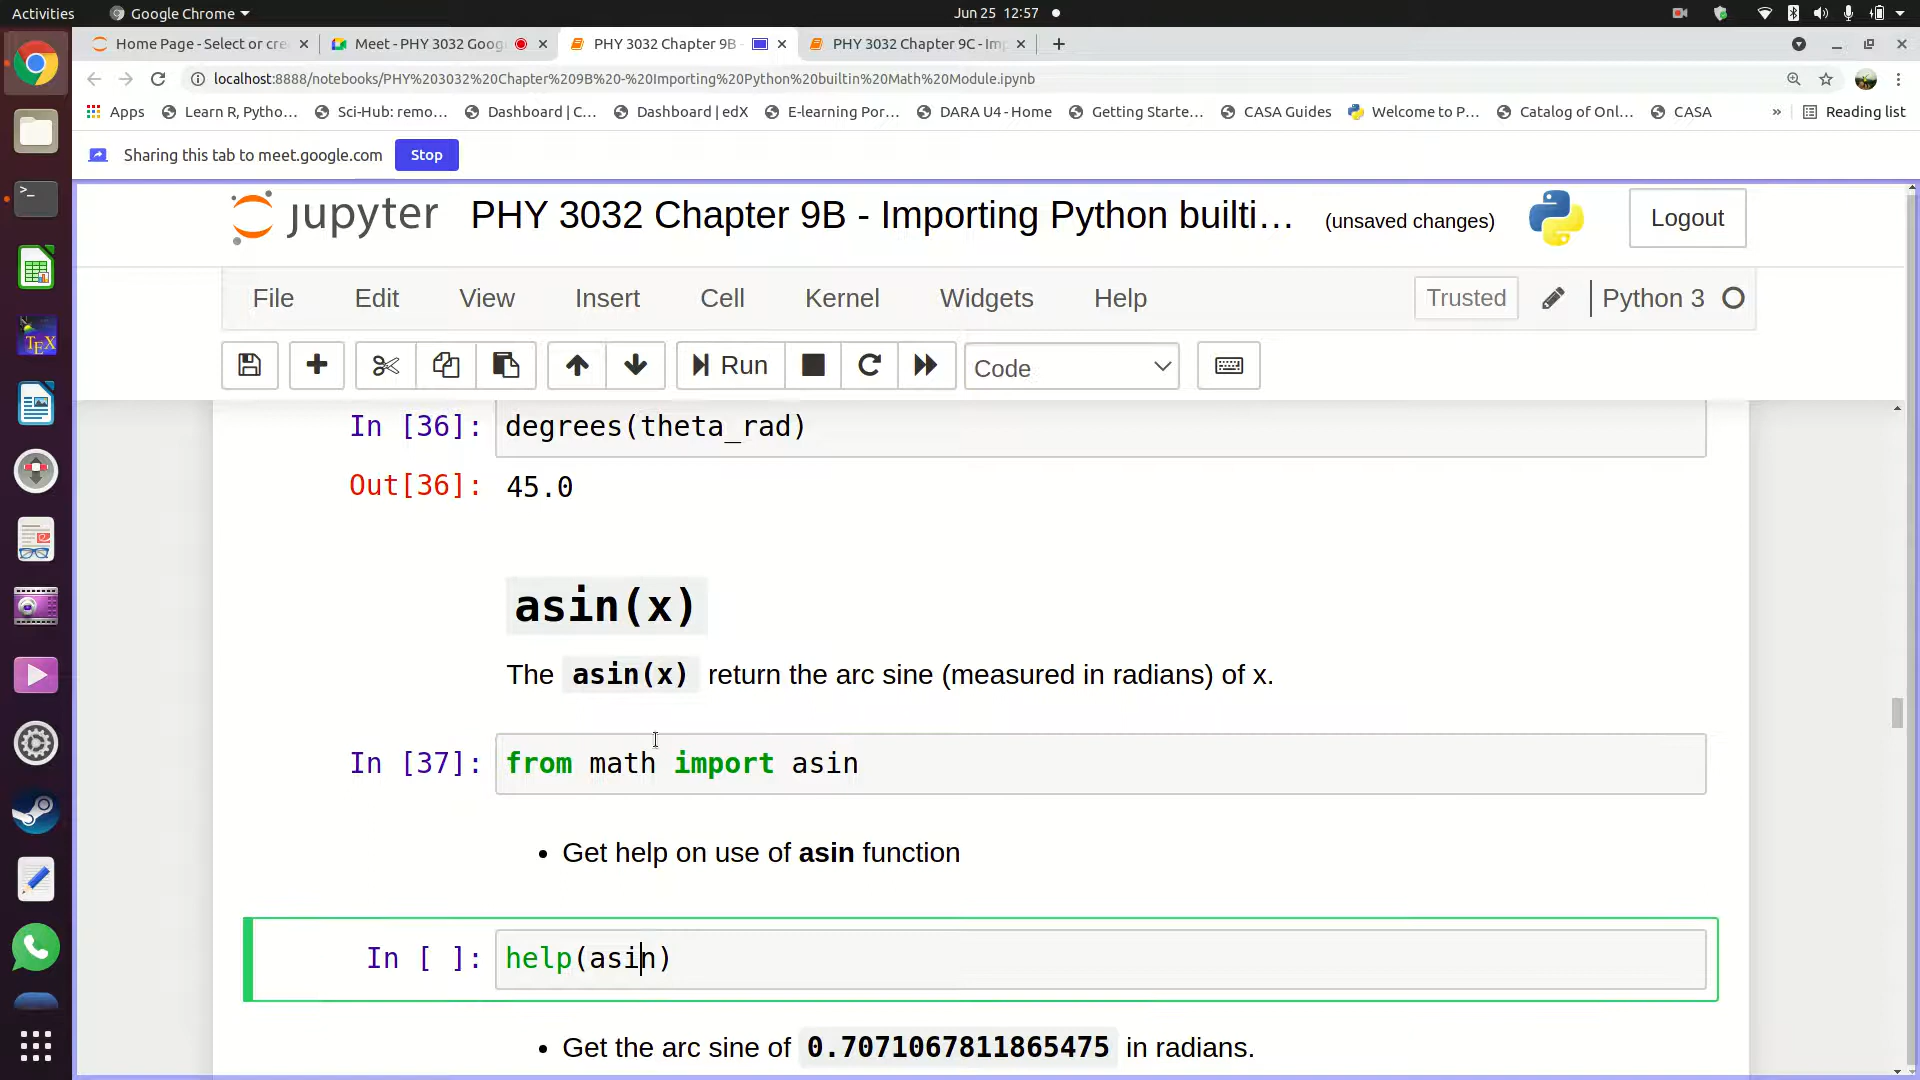 Activities Google Chrome Jun 25 12:57
Home Page - Select or cre Meet - PHY 3032 Goog PHY 3032 Chapter 9B - PHY 3032 Chapter 9C - Imp
localhost:8888/notebooks/PHY%203032%20Chapter%209B%20-%20Importing%20Python%20builtin%20Math%20Module.ipynb
Apps Learn R, Pytho... Sci-Hub: remo... Dashboard | C... Dashboard | edX E-learning Por... DARA U4 - Home Getting Starte... CASA Guides Welcome to P... Catalog of Onl... CASA » Reading list
Sharing this tab to meet.google.com Stop
jupyter PHY 3032 Chapter 9B - Importing Python builti... (unsaved changes) Logout
File Edit View Insert Cell Kernel Widgets Help Trusted Python 3
Run Code
In [36]: degrees(theta_rad)
Out[36]: 45.0
asin(x)
The asin(x) return the arc sine (measured in radians) of x.
In [37]: from math import asin
• Get help on use of asin function
In [ ]: help(asin)
• Get the arc sine of 0.7071067811865475 in radians.